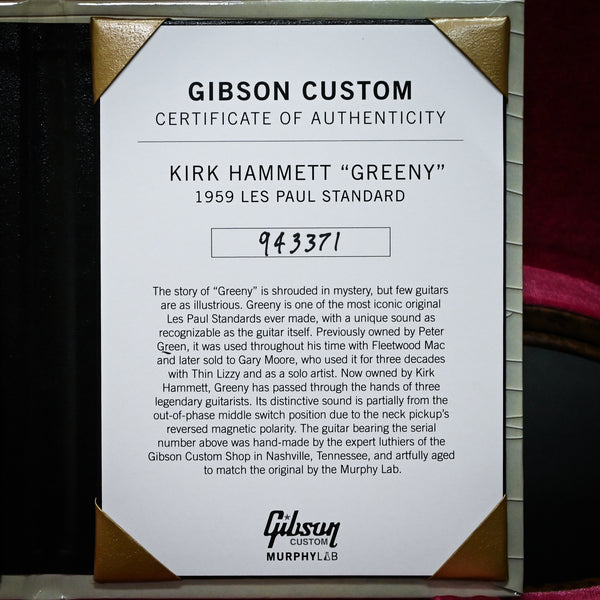 GIBSON CUSTOM
CERTIFICATE OF AUTHENTICITY
KIRK HAMMETT “GREENY”
1959 LES PAUL STANDARD
943371
The story of “Greeny” is shrouded in mystery, but few guitars
are as illustrious. Greeny is one of the most iconic original
Les Paul Standards ever made, with a unique sound as
recognizable as the guitar itself. Previously owned by Peter
Green, it was used throughout his time with Fleetwood Mac
and later sold to Gary Moore, who used it for three decades
with Thin Lizzy and as a solo artist. Now owned by Kirk
Hammett, Greeny has passed through the hands of three
legendary guitarists. Its distinctive sound is partially from the
out-of-phase middle switch position due to the neck pickup’s
reversed magnetic polarity. The guitar bearing the serial
number above was hand-made by the expert luthiers of the
Gibson Custom Shop in Nashville, Tennessee, and artfully aged
to match the original by the Murphy Lab.
Gibson
CUSTOM
MURPHYLAB